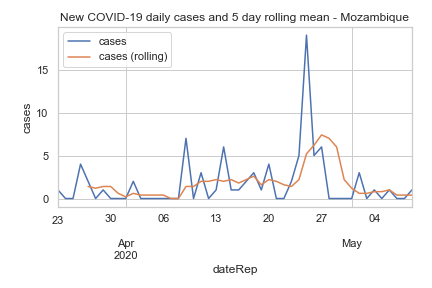 New COVID-19 daily cases and 5 day rolling mean - Mozambique
cases
cases (rolling)
15
10
5
0
cases
23 30 06 13 20 27 04
Apr May
2020
dateRep